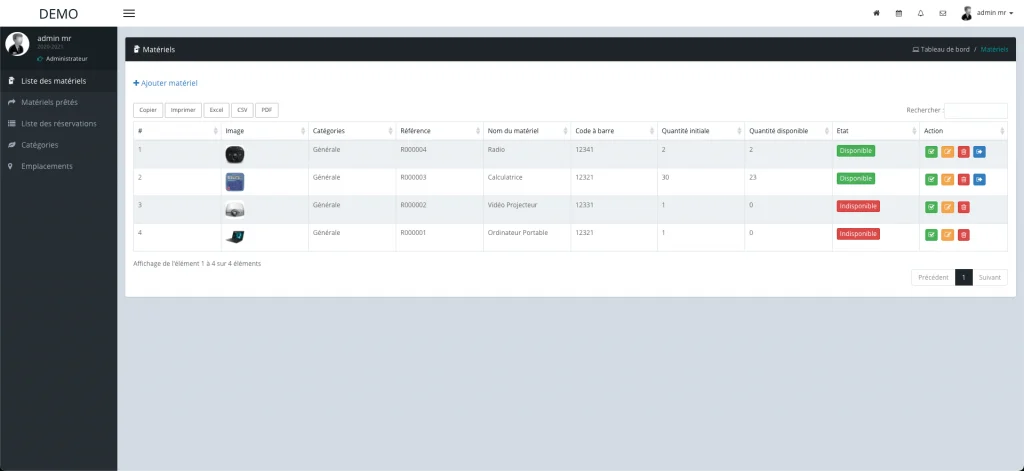 DEMO
admin mr
admin mr
2020-2021
Administrateur
Liste des matériels
Matériels prêtés
Liste des réservations
Catégories
Emplacements
Matériels
Tableau de bord / Matériels
Ajouter matériel
Copier Imprimer Excel CSV PDF
Rechercher :
# Image Catégories Référence Nom du matériel Code à barre Quantité initiale Quantité disponible Etat Action
1 Générale R000004 Radio 12341 2 2 Disponible
2 Générale R000003 Calculatrice 12321 30 23 Disponible
3 Générale R000002 Vidéo Projecteur 12331 1 0 Indisponible
4 Générale R000001 Ordinateur Portable 12321 1 0 Indisponible
Affichage de l'élément 1 à 4 sur 4 éléments
Précédent 1 Suivant